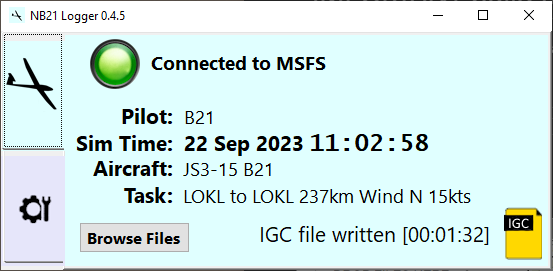 NB21 Logger 0.4.5
Connected to MSFS
Pilot: B21
Sim Time: 22 Sep 2023 11:02:58
Aircraft: JS3-15 B21
Task: LOKL to LOKL 237km Wind N 15kts
Browse Files
IGC file written [00:01:32]
IGC